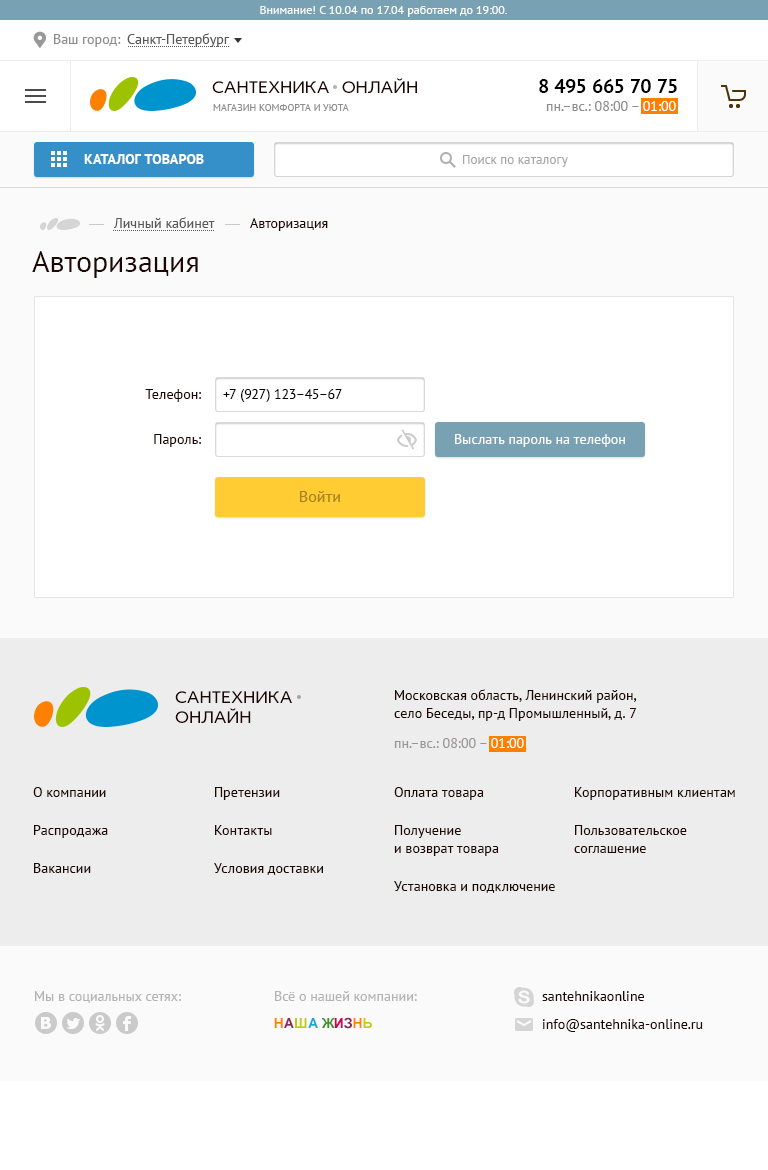 Внимание! С 10.04 по 17.04 работаем до 19:00.
Ваш город: Санкт-Петербург
САНТЕХНИКА • ОНЛАЙН
МАГАЗИН КОМФОРТА И УЮТА
8 495 665 70 75
пн.–вс.: 08:00 – 01:00
КАТАЛОГ ТОВАРОВ
Поиск по каталогу
— Личный кабинет — Авторизация
Авторизация
Телефон: +7 (927) 123–45–67
Пароль:
Выслать пароль на телефон
Войти
САНТЕХНИКА •
ОНЛАЙН
Московская область, Ленинский район,
село Беседы, пр-д Промышленный, д. 7
пн.–вс.: 08:00 – 01:00
О компании
Распродажа
Вакансии
Претензии
Контакты
Условия доставки
Оплата товара
Получение
и возврат товара
Установка и подключение
Корпоративным клиентам
Пользовательское
соглашение
Мы в социальных сетях:
Всё о нашей компании:
НАША ЖИЗНЬ
santehnikaonline
info@santehnika-online.ru